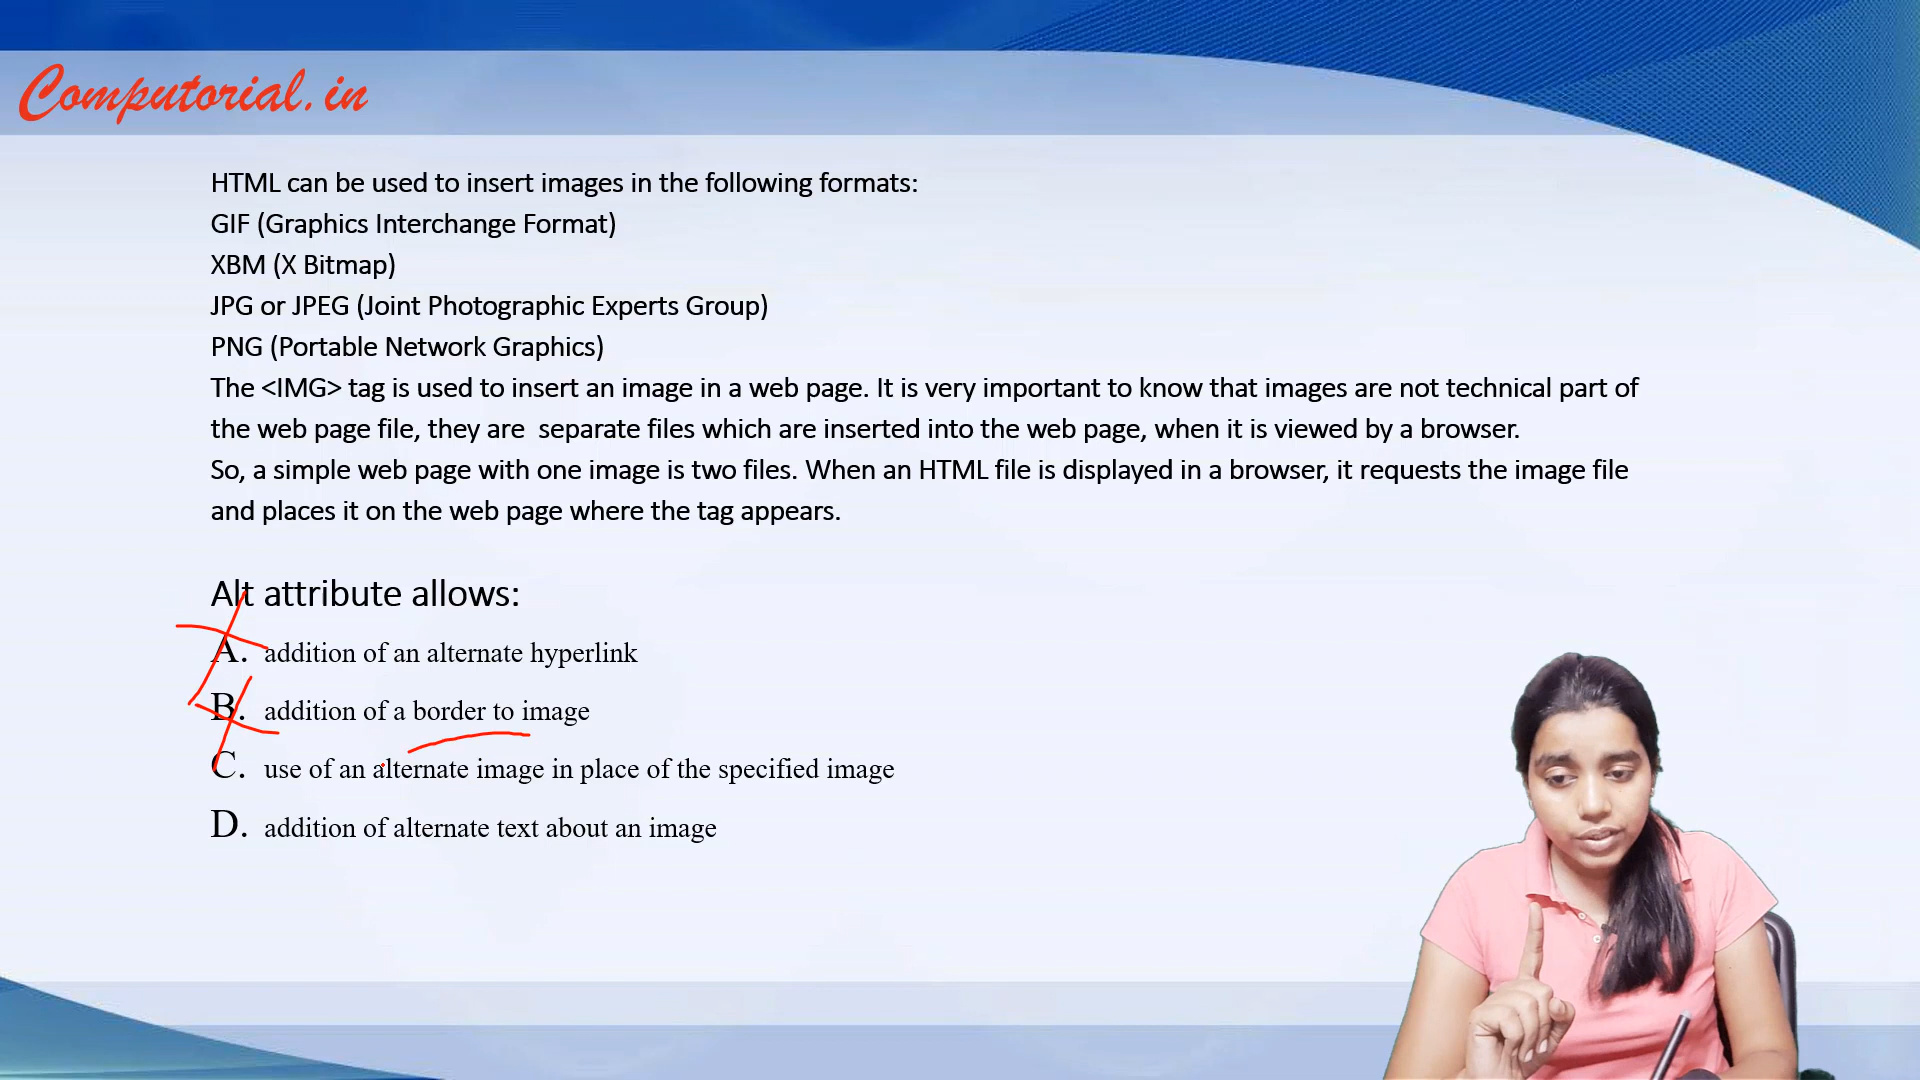 Computorial.in
HTML can be used to insert images in the following formats:
GIF (Graphics Interchange Format)
XBM (X Bitmap)
JPG or JPEG (Joint Photographic Experts Group)
PNG (Portable Network Graphics)
The <IMG> tag is used to insert an image in a web page. It is very important to know that images are not technical part of
the web page file, they are  separate files which are inserted into the web page, when it is viewed by a browser.
So, a simple web page with one image is two files. When an HTML file is displayed in a browser, it requests the image file
and places it on the web page where the tag appears.
Alt attribute allows:
A. addition of an alternate hyperlink
B. addition of a border to image
C. use of an alternate image in place of the specified image
D. addition of alternate text about an image